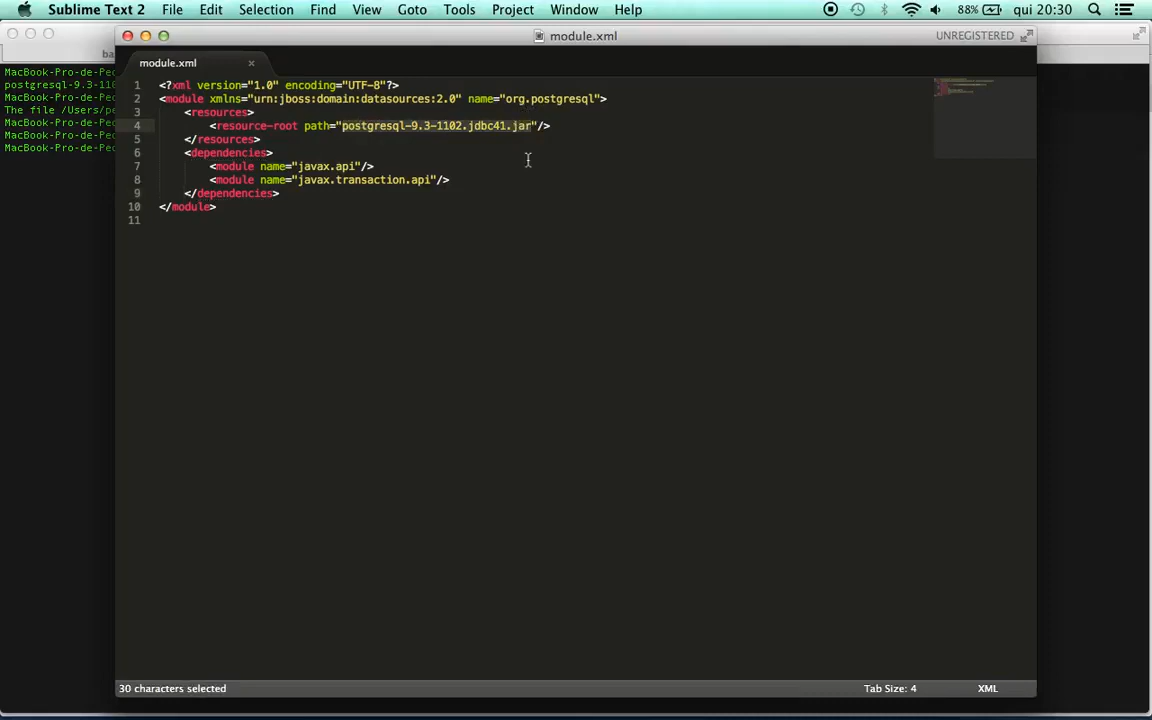 Sublime Text 2 File Edit Selection Find View Goto Tools Project Window Help 88% qui 20:30
module.xml UNREGISTERED
ba
module.xml ×
MacBook-Pro-de-Pe
postgresql-9.3-110
MacBook-Pro-de-Pe
The file /Users/pe
MacBook-Pro-de-Pe
MacBook-Pro-de-Pe
MacBook-Pro-de-Pe
1 <?xml version="1.0" encoding="UTF-8"?>
2 <module xmlns="urn:jboss:domain:datasources:2.0" name="org.postgresql">
3 <resources>
4 <resource-root path="postgresql-9.3-1102.jdbc41.jar"/>
5 </resources>
6 <dependencies>
7 <module name="javax.api"/>
8 <module name="javax.transaction.api"/>
9 </dependencies>
10 </module>
11
30 characters selected Tab Size: 4 XML